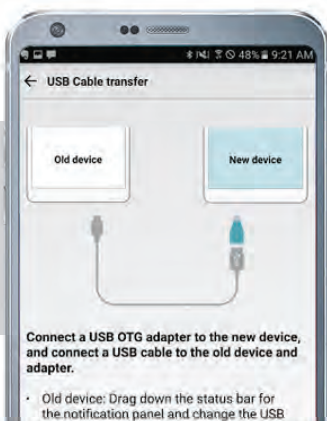 48% 9:21 AM
← USB Cable transfer
Old device
New device
Connect a USB OTG adapter to the new device,
and connect a USB cable to the old device and
adapter.
• Old device: Drag down the status bar for
the notification panel and change the USB